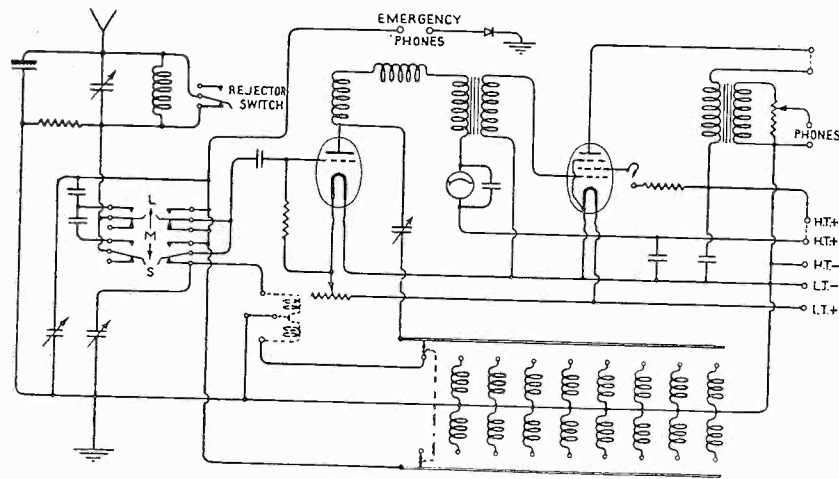 EMERGENCY
PHONES
REJECTOR
SWITCH
PHONES
L
M
S
H.T.+
H.T.+
H.T.-
L.T.-
L.T.+